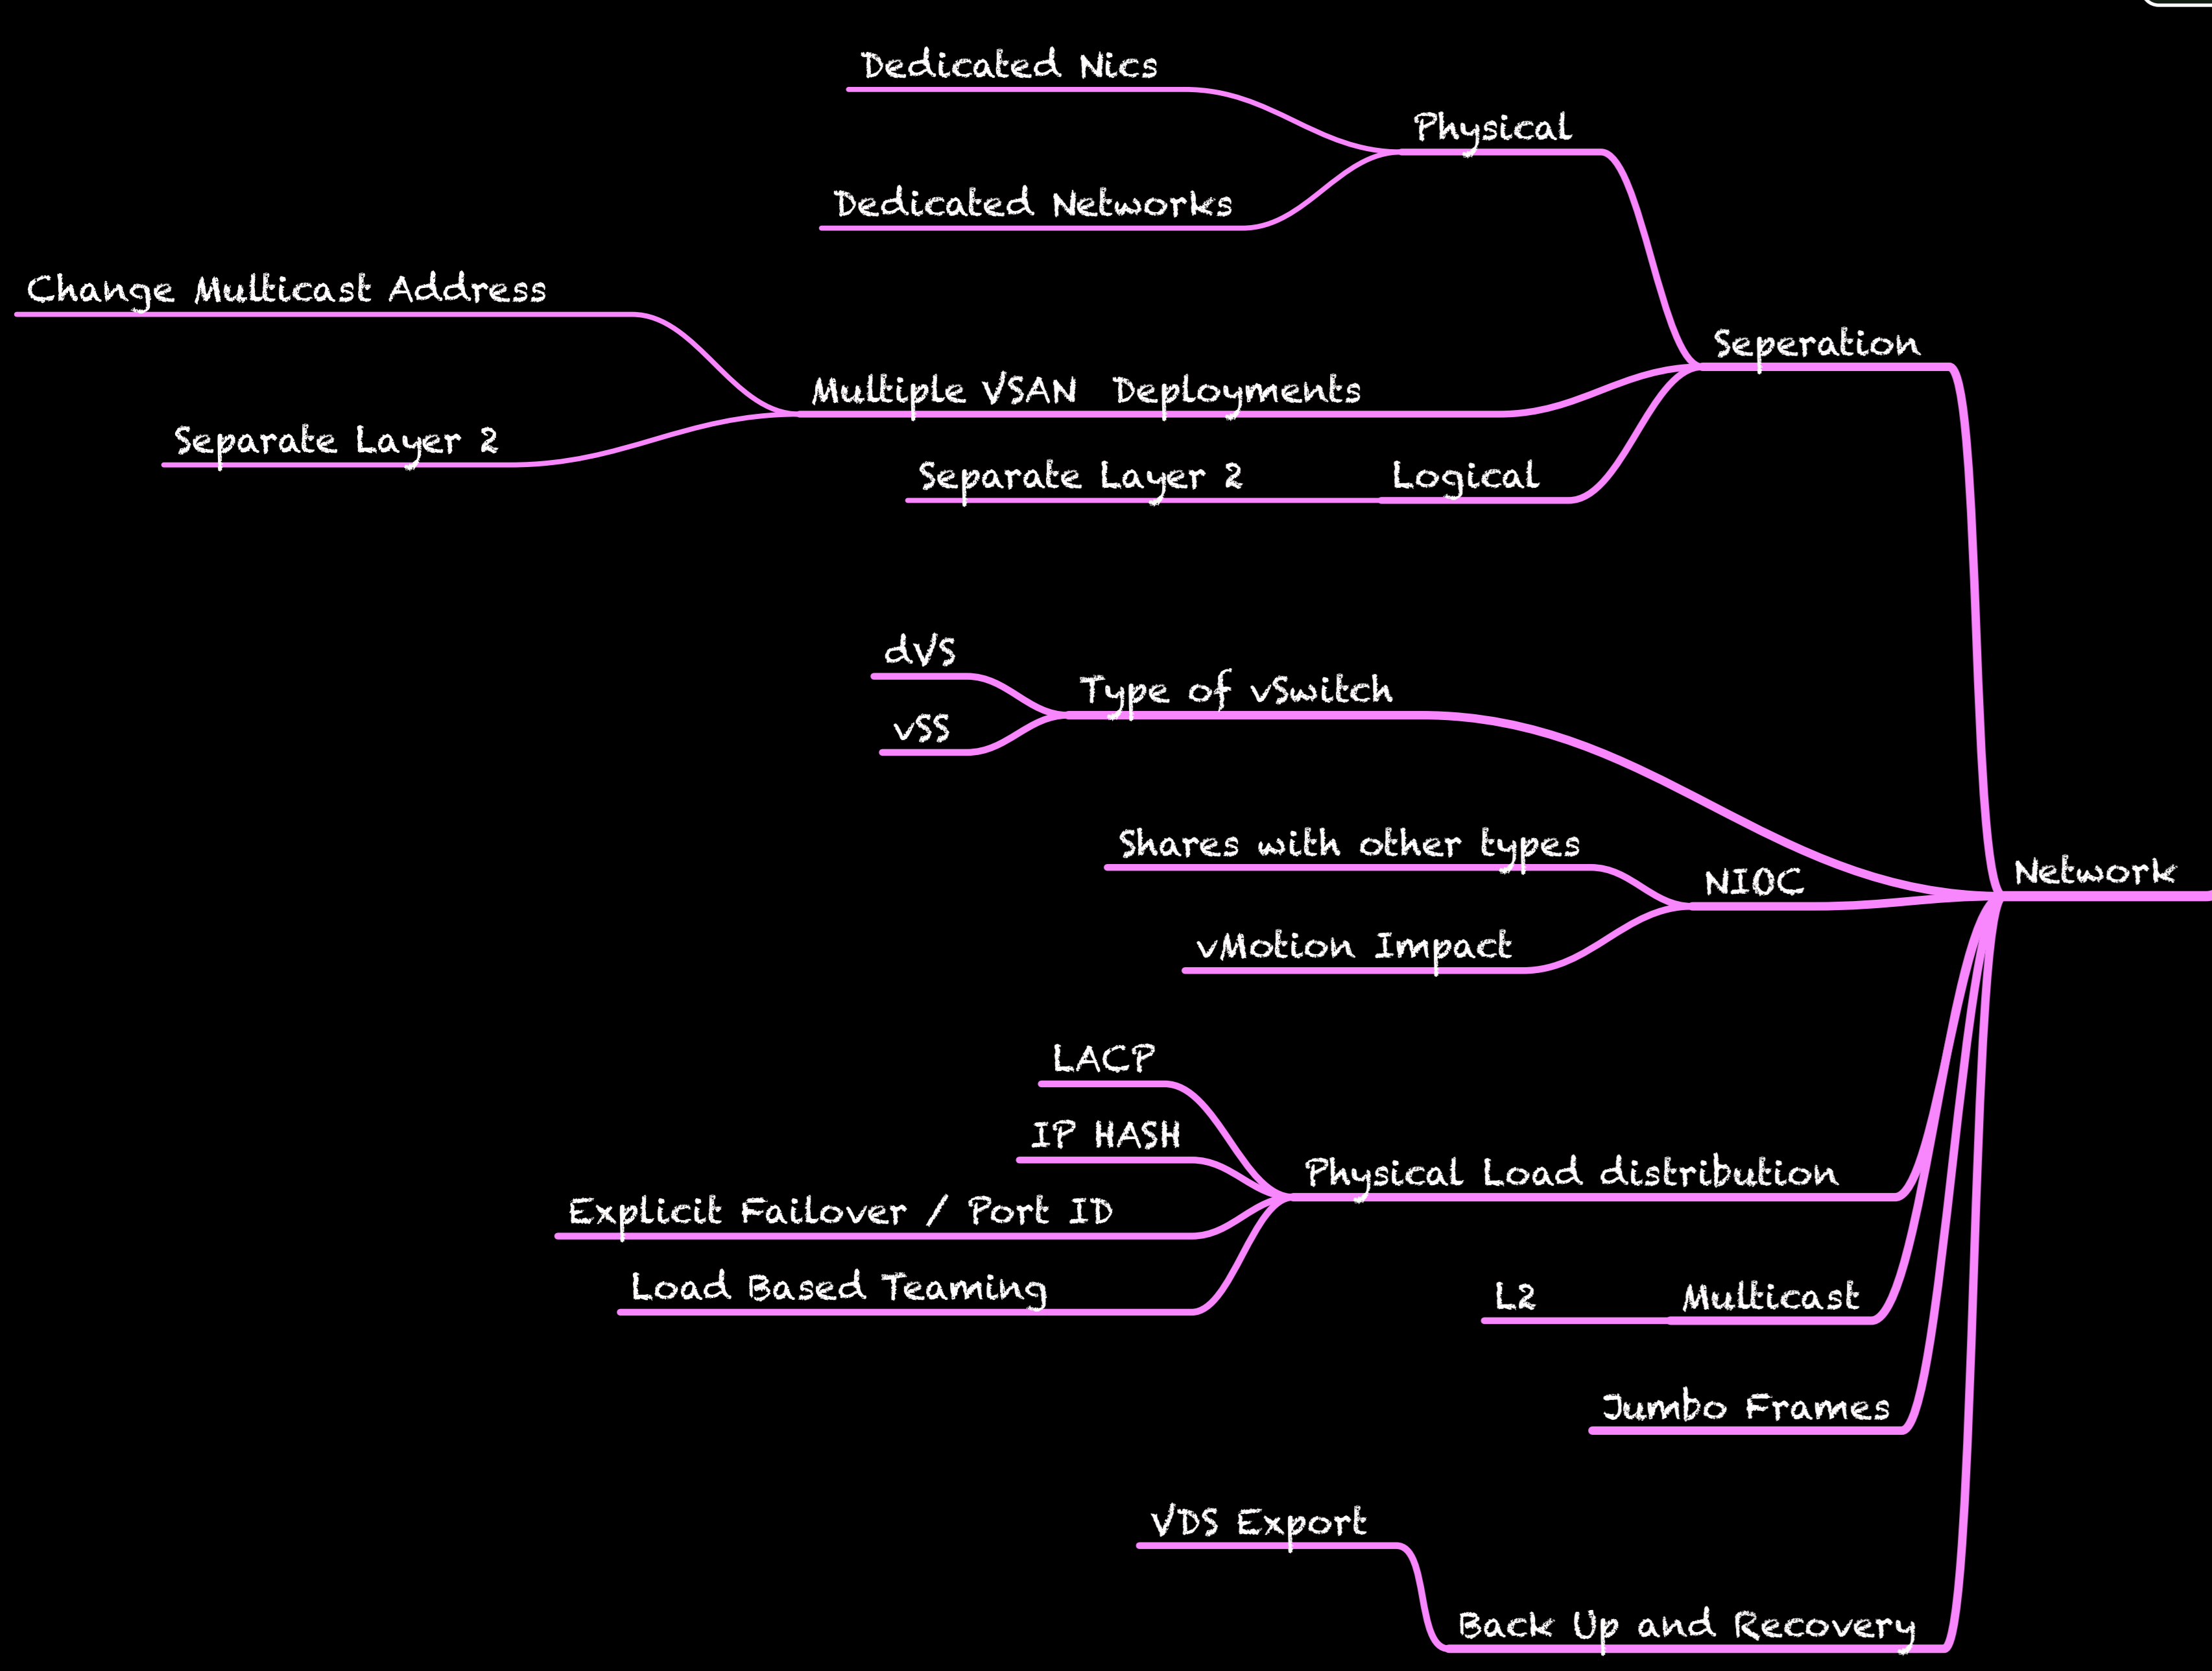 Dedicated Nics
Physical
Dedicated Networks
Change Multicast Address
Seperation
Multiple VSAN  Deployments
Separate Layer 2
Separate Layer 2
Logical
dVS
Type of vSwitch
vSS
Shares with other types
Network
NIOC
vMotion Impact
LACP
IP HASH
Physical Load distribution
Explicit Failover / Port ID
Load Based Teaming
L2
Multicast
Jumbo Frames
VDS Export
Back Up and Recovery